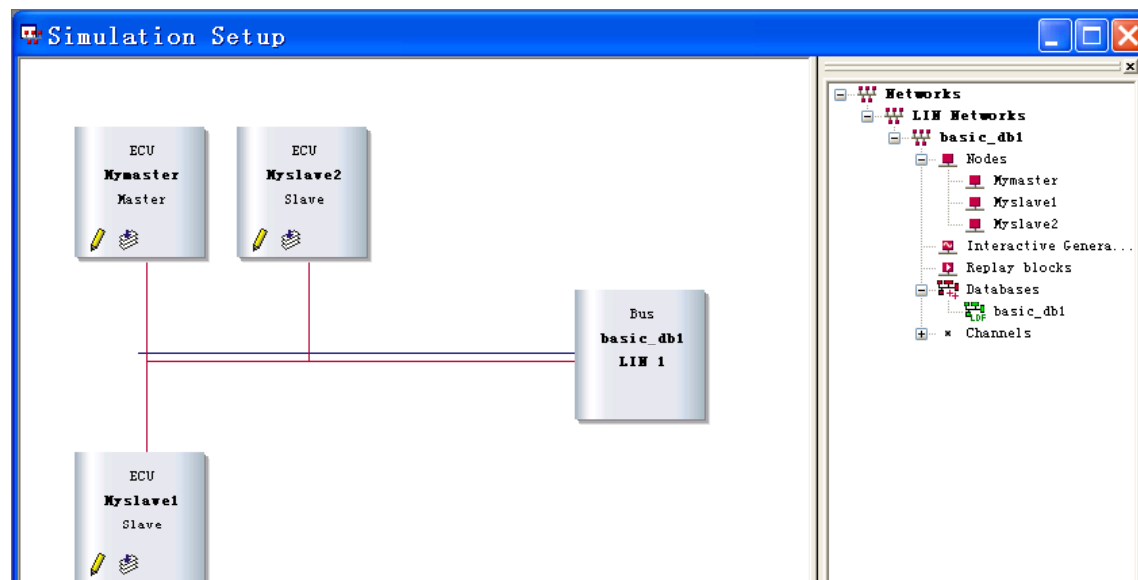 Simulation Setup
ECU
Mymaster
Master
ECU
Myslave2
Slave
Bus
basic_db1
LIN 1
ECU
Myslave1
Slave
Networks
LIN Networks
basic_db1
Nodes
Mymaster
Myslave1
Myslave2
Interactive Genera...
Replay blocks
Databases
LDF basic_db1
Channels